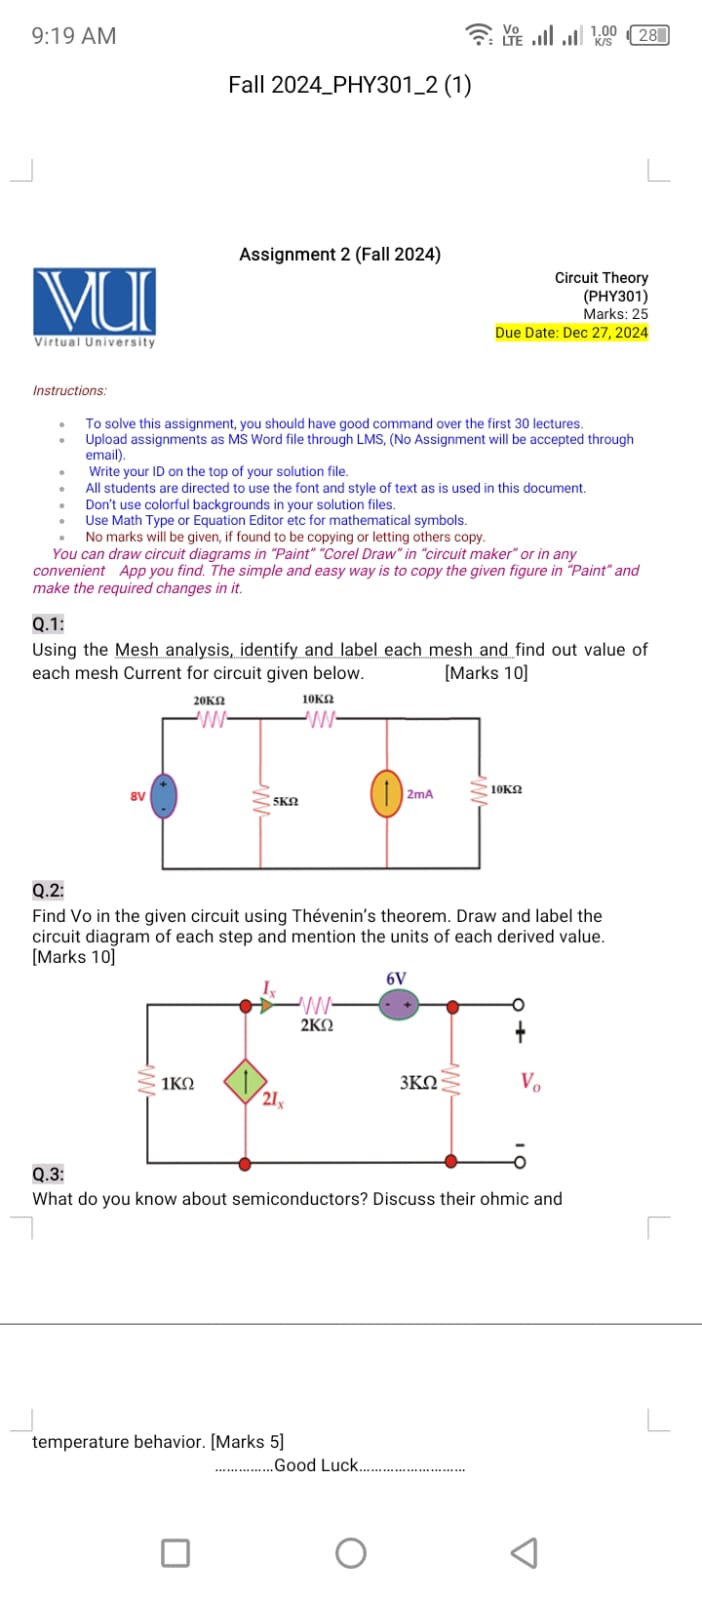 9:19 AM
Vo LTE 1.00 K/S 28
Fall 2024_PHY301_2 (1)
Assignment 2 (Fall 2024)
VU
Virtual University
Circuit Theory
(PHY301)
Marks: 25
Due Date: Dec 27, 2024
Instructions:
• To solve this assignment, you should have good command over the first 30 lectures.
• Upload assignments as MS Word file through LMS, (No Assignment will be accepted through
email).
• Write your ID on the top of your solution file.
• All students are directed to use the font and style of text as is used in this document.
• Don't use colorful backgrounds in your solution files.
• Use Math Type or Equation Editor etc for mathematical symbols.
• No marks will be given, if found to be copying or letting others copy.
You can draw circuit diagrams in "Paint" "Corel Draw" in "circuit maker" or in any
convenient App you find. The simple and easy way is to copy the given figure in "Paint" and
make the required changes in it.
Q.1:
Using the Mesh analysis, identify and label each mesh and find out value of
each mesh Current for circuit given below. [Marks 10]
20KΩ 10KΩ
+
8V
-
5KΩ
2mA
10KΩ
Q.2:
Find Vo in the given circuit using Thévenin's theorem. Draw and label the
circuit diagram of each step and mention the units of each derived value.
[Marks 10]
6V
Ix
- +
2KΩ
+
1KΩ
2Ix
3KΩ
Vo
-
Q.3:
What do you know about semiconductors? Discuss their ohmic and
temperature behavior. [Marks 5]
...............Good Luck...........................